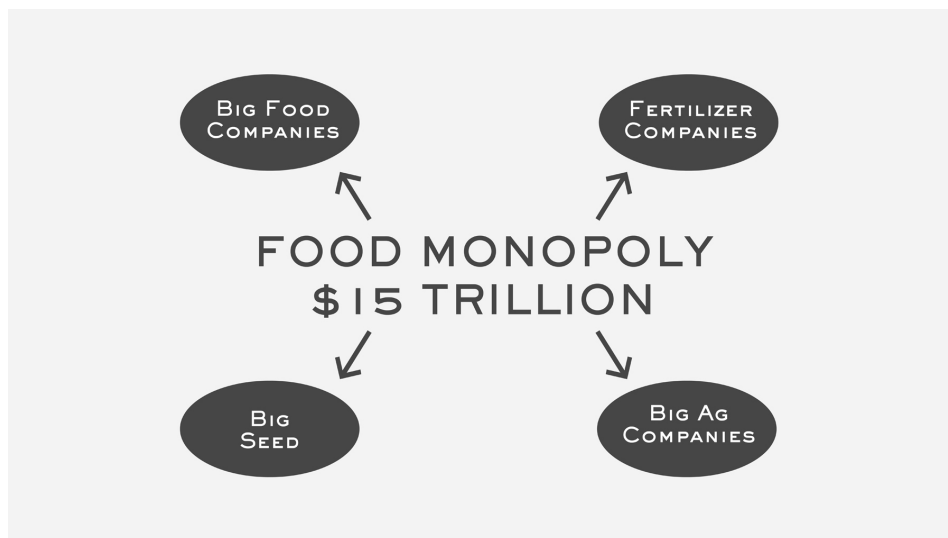 Big Food
Companies
Fertilizer
Companies
FOOD MONOPOLY
$15 TRILLION
Big
Seed
Big Ag
Companies